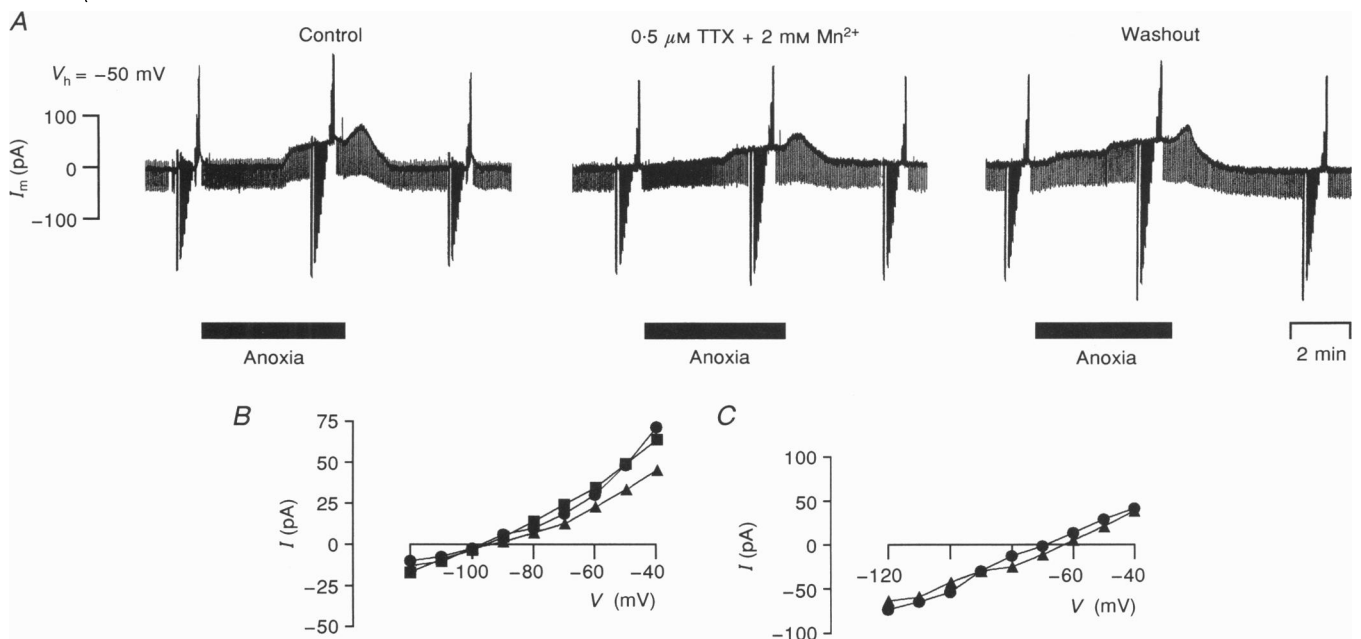 A
Control
0·5 μM TTX + 2 mM Mn²⁺
Washout
Vh = −50 mV
100
0
−100
Im (pA)
Anoxia
Anoxia
Anoxia
2 min
B
75
50
25
0
−25
−50
I (pA)
−100
−80
−60
−40
V (mV)
C
100
50
0
−50
−100
I (pA)
−120
−60
−40
V (mV)